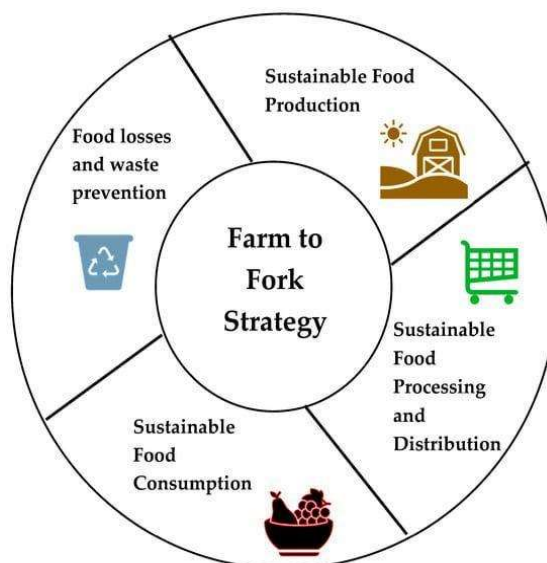 Farm to
Fork
Strategy
Sustainable Food
Production
Sustainable
Food
Processing
and
Distribution
Sustainable
Food
Consumption
Food losses
and waste
prevention